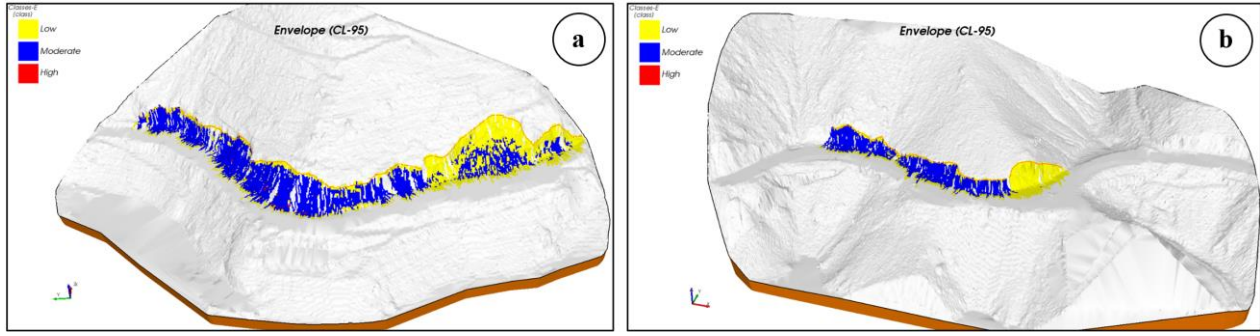 Classes-E
(class)
Low
Moderate
High
Envelope (CL-95)
a
Classes-E
(class)
Low
Moderate
High
Envelope (CL-95)
b